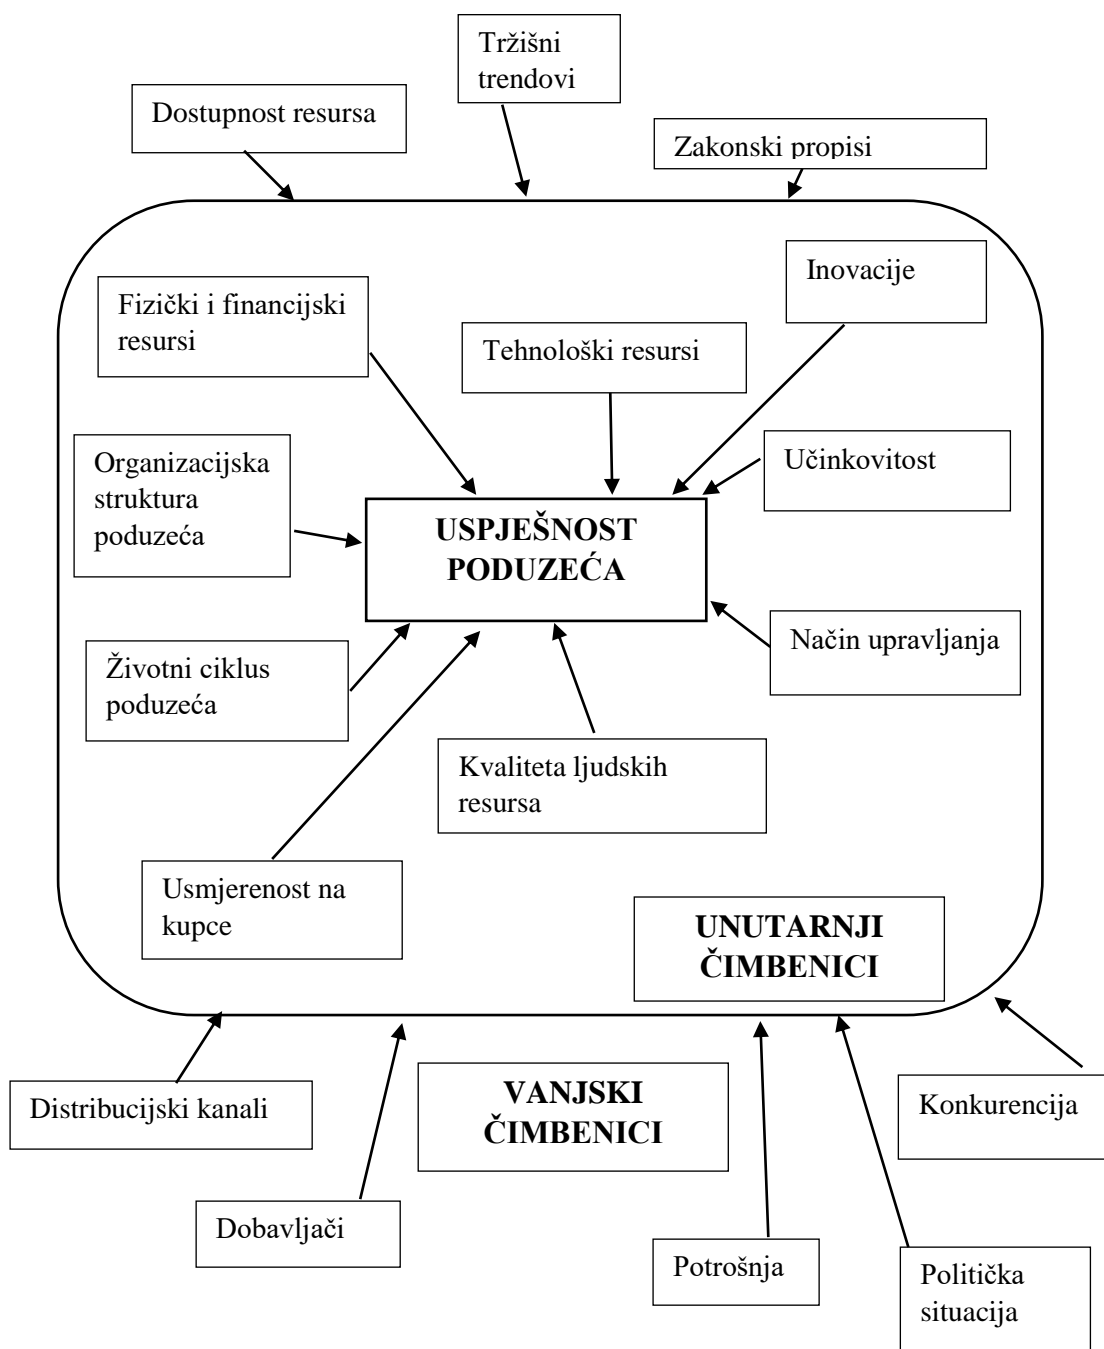 Tržišni
trendovi
Dostupnost resursa
Zakonski propisi
Inovacije
Fizički i financijski
resursi
Tehnološki resursi
Organizacijska
struktura
poduzeća
Učinkovitost
USPJEŠNOST
PODUZEĆA
Način upravljanja
Životni ciklus
poduzeća
Kvaliteta ljudskih
resursa
Usmjerenost na
kupce
UNUTARNJI
ČIMBENICI
Distribucijski kanali
VANJSKI
ČIMBENICI
Konkurencija
Dobavljači
Potrošnja
Politička
situacija